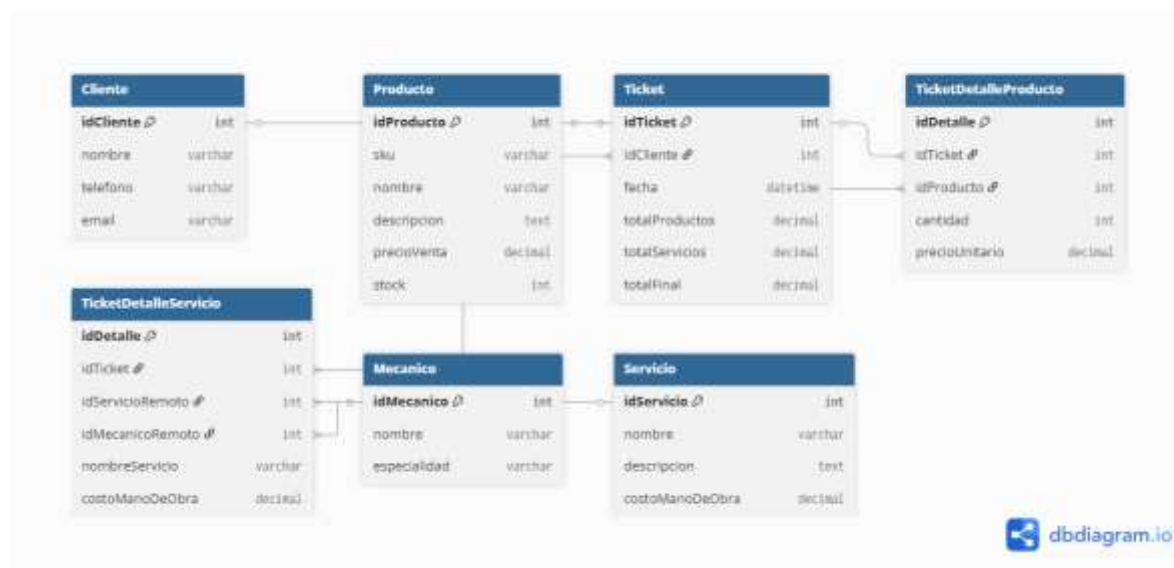 Cliente
idCliente int
nombre varchar
telefono varchar
email varchar
Producto
idProducto int
sku varchar
nombre varchar
descripcion text
precioVenta decimal
stock int
Ticket
idTicket int
idCliente int
fecha datetime
totalProductos decimal
totalServicios decimal
totalFinal decimal
TicketDetalleProducto
idDetalle int
idTicket int
idProducto int
cantidad int
precioUnitario decimal
TicketDetalleServicio
idDetalle int
idTicket int
idServicioRemoto int
idMecanicoRemoto int
nombreServicio varchar
costoManoDeObra decimal
Mecanico
idMecanico int
nombre varchar
especialidad varchar
Servicio
idServicio int
nombre varchar
descripcion text
costoManoDeObra decimal
dbdiagram.io